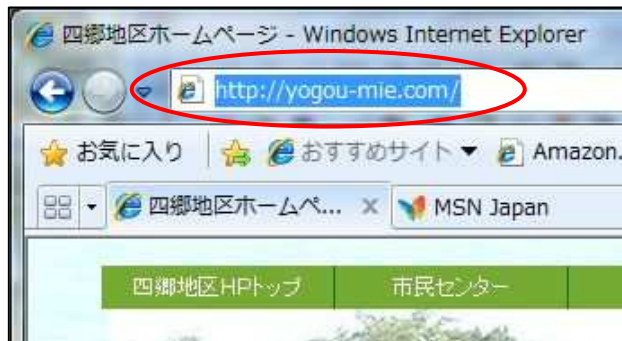 四郷地区ホームページ - Windows Internet Explorer
http://yogou-mie.com/
お気に入り おすすめサイト ▼ Amazon.
四郷地区ホームペ... × MSN Japan
四郷地区HPトップ 市民センター